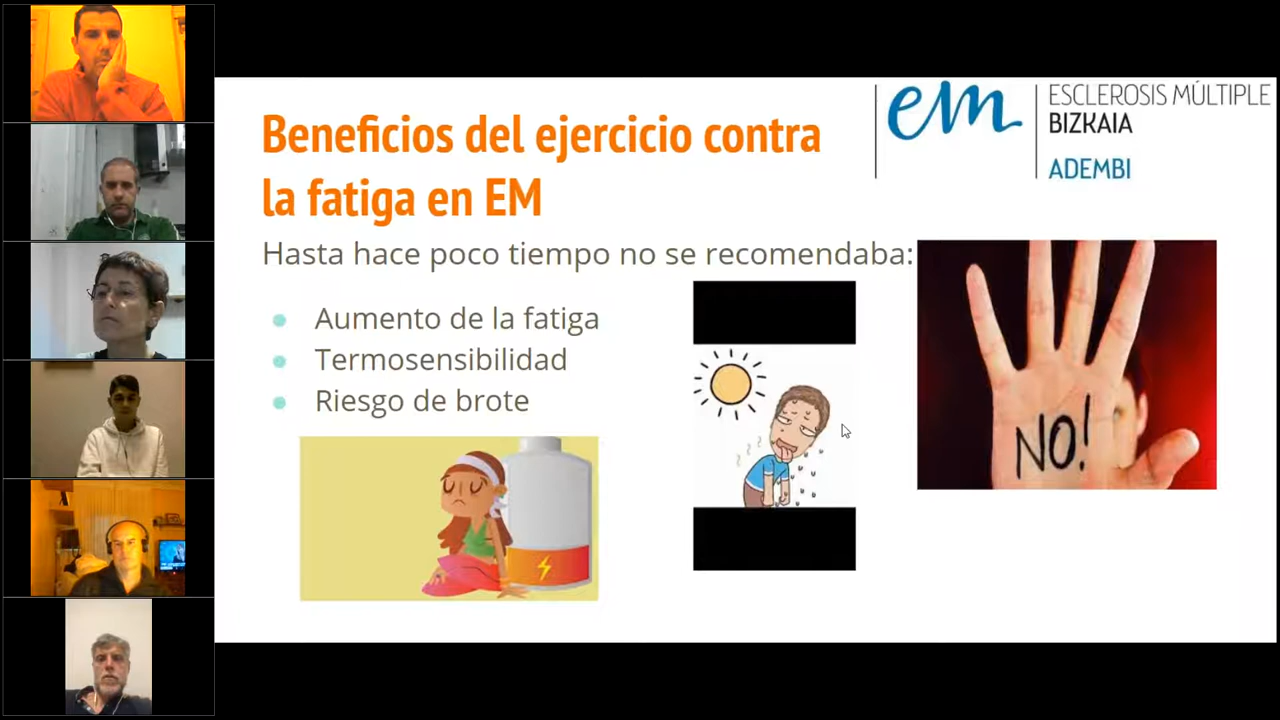 Beneficios del ejercicio contra
la fatiga en EM
em
ESCLEROSIS MÚLTIPLE
BIZKAIA
ADEMBI
Hasta hace poco tiempo no se recomendaba:
Aumento de la fatiga
Termosensibilidad
Riesgo de brote
NO!